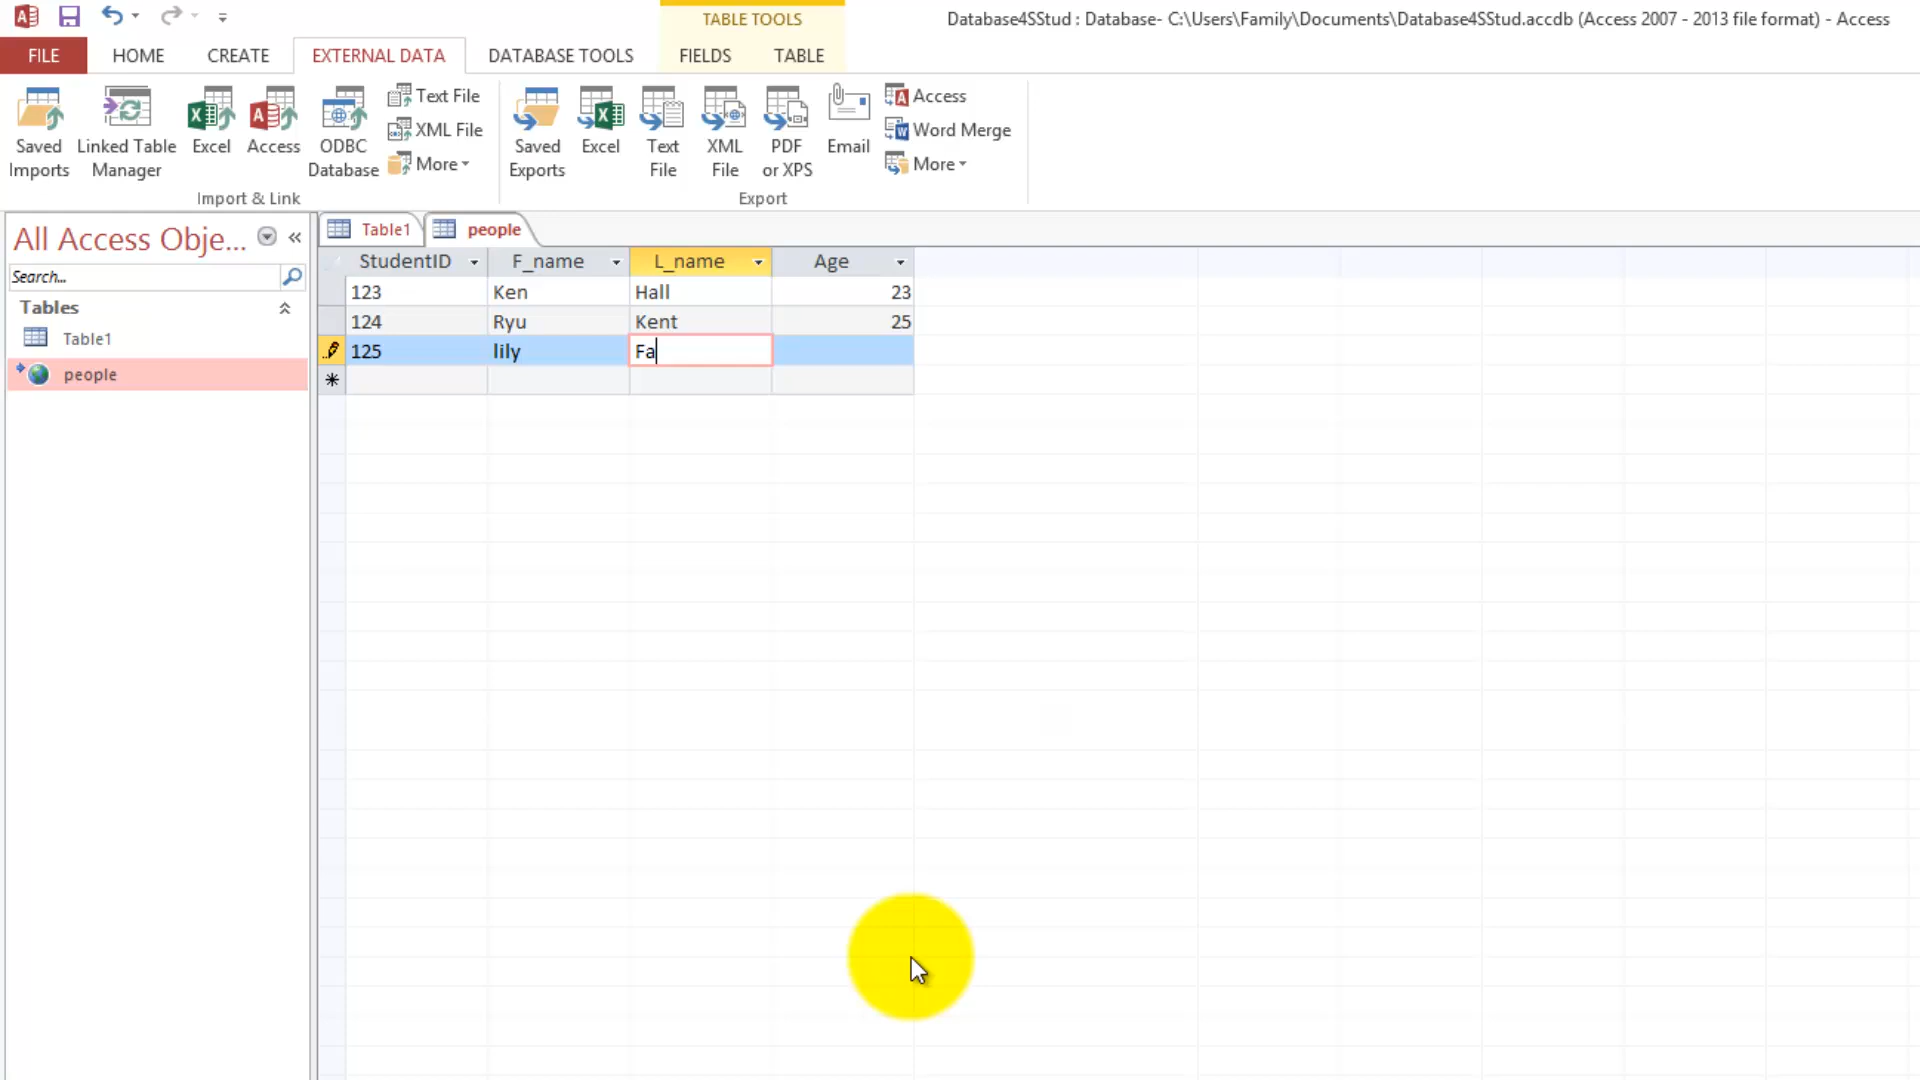 TABLE TOOLS
Database4SStud : Database- C:\Users\Family\Documents\Database4SStud.accdb (Access 2007 - 2013 file format) - Access
FILE HOME CREATE EXTERNAL DATA DATABASE TOOLS FIELDS TABLE
Saved Imports
Linked Table Manager
Excel
Access
ODBC Database
Text File
XML File
More
Import & Link
Saved Exports
Excel
Text File
XML File
PDF or XPS
Email
Access
Word Merge
More
Export
All Access Obje...
Search...
Tables
Table1
people
Table1 people
StudentID F_name L_name Age
123 Ken Hall 23
124 Ryu Kent 25
125 lily Fa